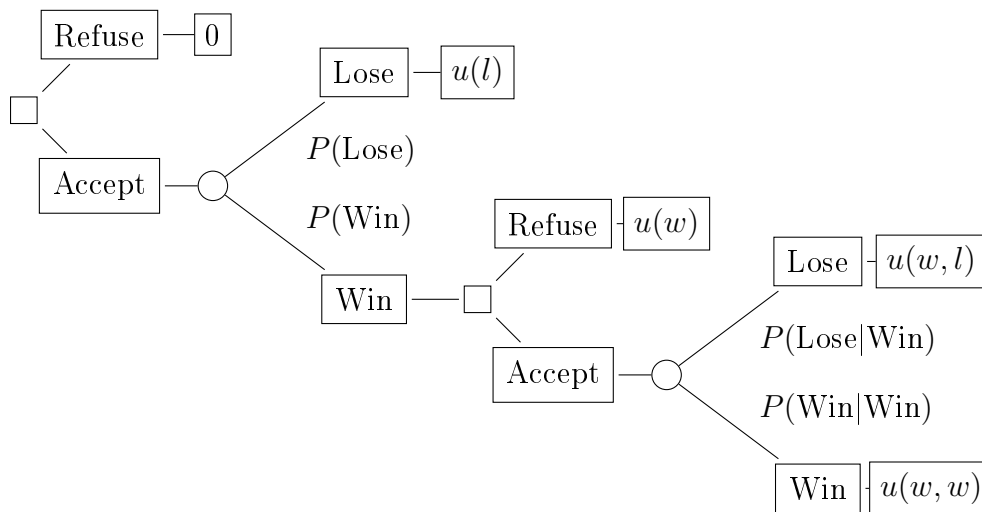 Refuse
0
Lose
u(l)
P(Lose)
Accept
P(Win)
Refuse
u(w)
Lose
u(w, l)
Win
P(Lose|Win)
Accept
P(Win|Win)
Win
u(w, w)